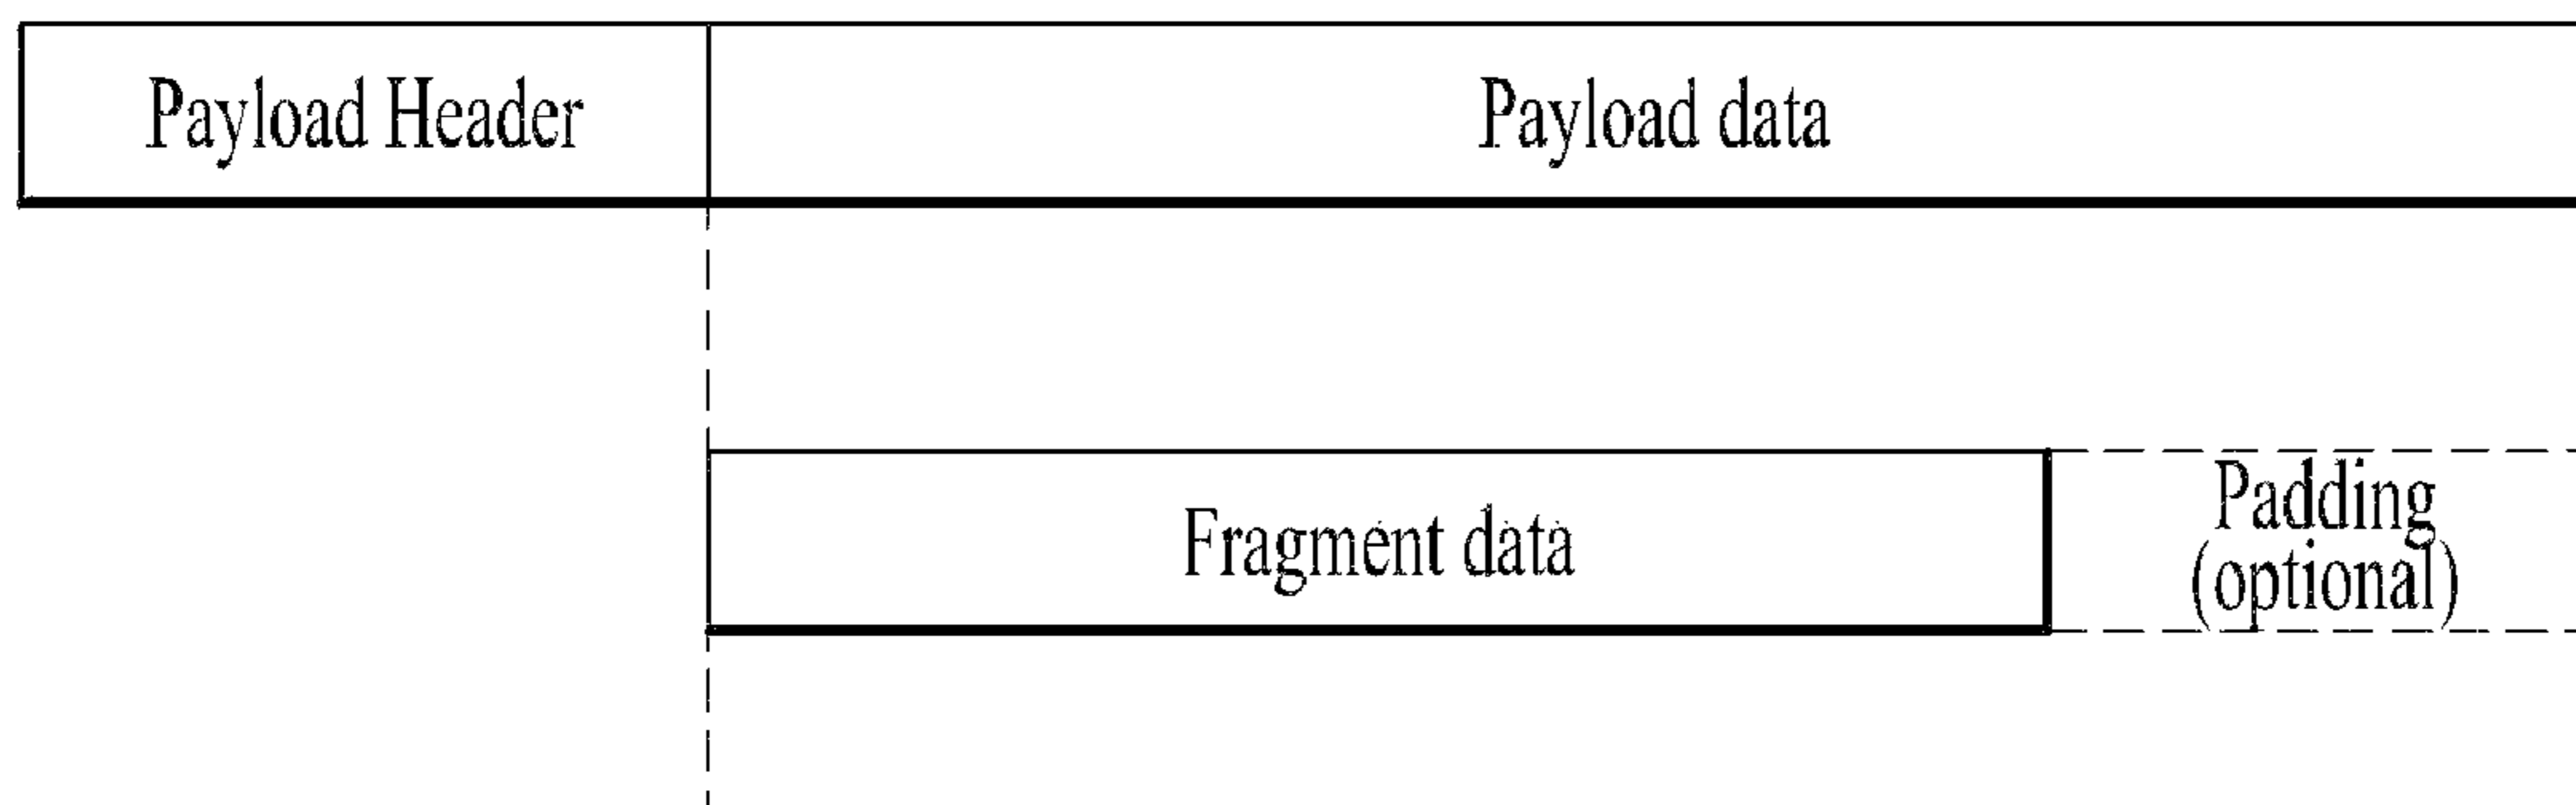 Payload Header
Payload data
Fragment data
Padding
(optional)